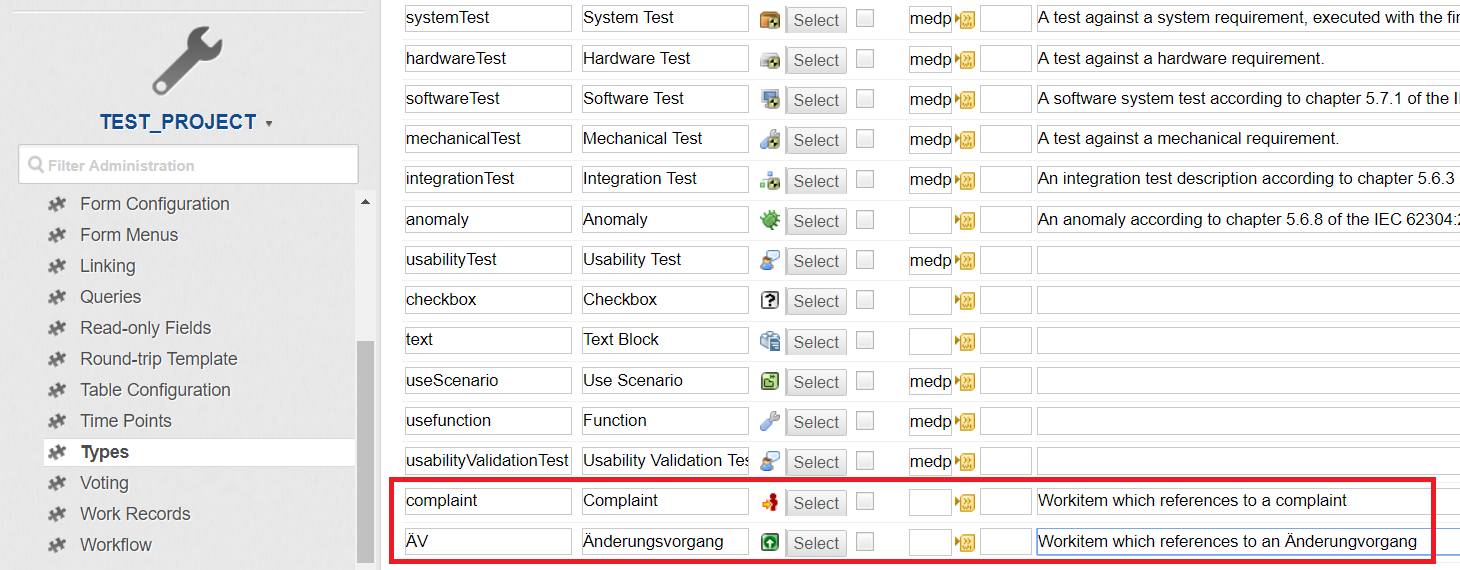 TEST_PROJECT
Filter Administration
Form Configuration
Form Menus
Linking
Queries
Read-only Fields
Round-trip Template
Table Configuration
Time Points
Types
Voting
Work Records
Workflow
systemTest System Test Select medp A test against a system requirement, executed with the fin
hardwareTest Hardware Test Select medp A test against a hardware requirement.
softwareTest Software Test Select medp A software system test according to chapter 5.7.1 of the IE
mechanicalTest Mechanical Test Select medp A test against a mechanical requirement.
integrationTest Integration Test Select medp An integration test description according to chapter 5.6.3
anomaly Anomaly Select An anomaly according to chapter 5.6.8 of the IEC 62304:2
usabilityTest Usability Test Select medp
checkbox Checkbox Select
text Text Block Select
useScenario Use Scenario Select medp
usefunction Function Select medp
usabilityValidationTest Usability Validation Tes Select medp
complaint Complaint Select Workitem which references to a complaint
ÄV Änderungsvorgang Select Workitem which references to an Änderungvorgang